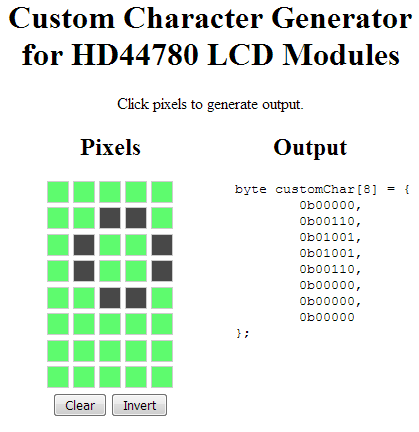 Custom Character Generator
for HD44780 LCD Modules
Click pixels to generate output.
Pixels
Output
byte customChar[8] = {
0b00000,
0b00110,
0b01001,
0b01001,
0b00110,
0b00000,
0b00000,
0b00000
};
Clear
Invert